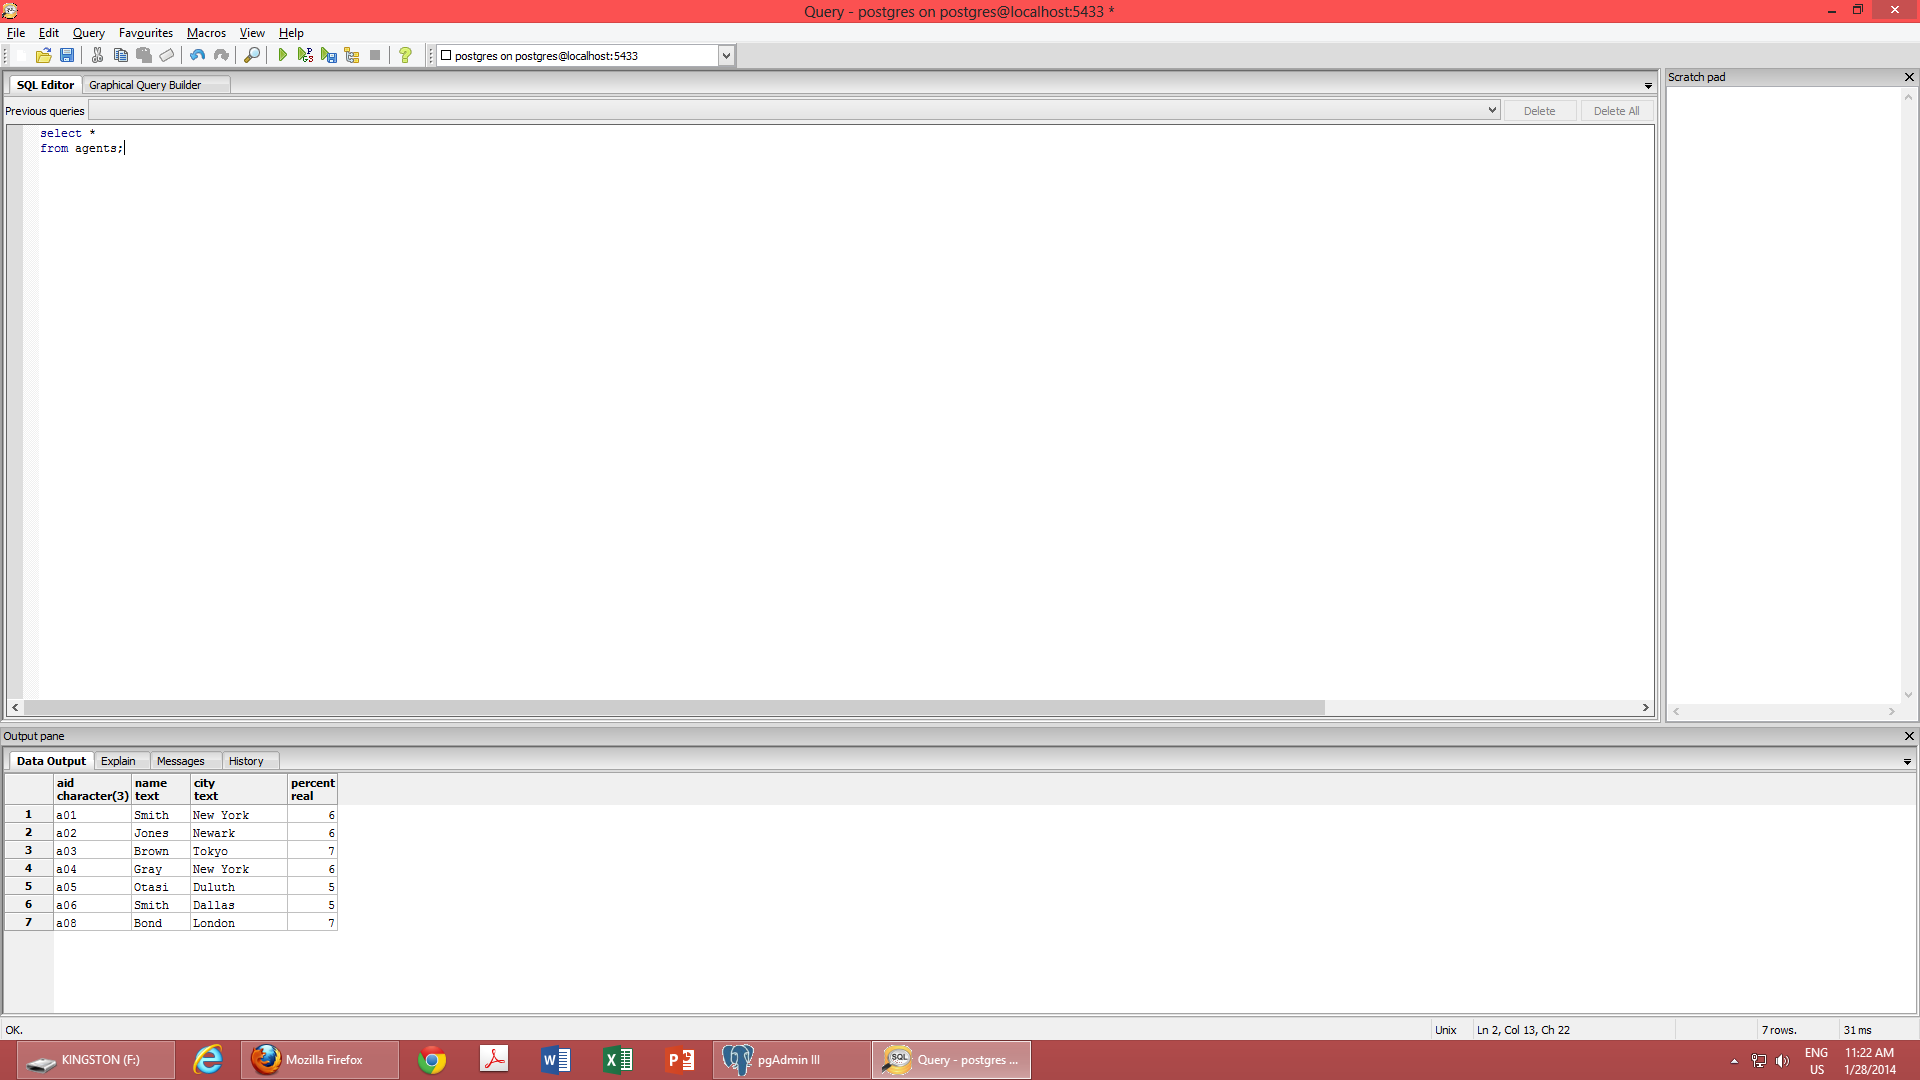 Query - postgres on postgres@localhost:5433 *
File Edit Query Favourites Macros View Help
postgres on postgres@localhost:5433
SQL Editor Graphical Query Builder
Scratch pad
Previous queries Delete Delete All
select *
from agents;
Output pane
Data Output Explain Messages History
aid name city percent
character(3) text text real
1 a01 Smith New York 6
2 a02 Jones Newark 6
3 a03 Brown Tokyo 7
4 a04 Gray New York 6
5 a05 Otasi Duluth 5
6 a06 Smith Dallas 5
7 a08 Bond London 7
OK. Unix Ln 2, Col 13, Ch 22 7 rows. 31 ms
KINGSTON (F:) Mozilla Firefox pgAdmin III SQL Query - postgres ... ENG 11:22 AM
US 1/28/2014